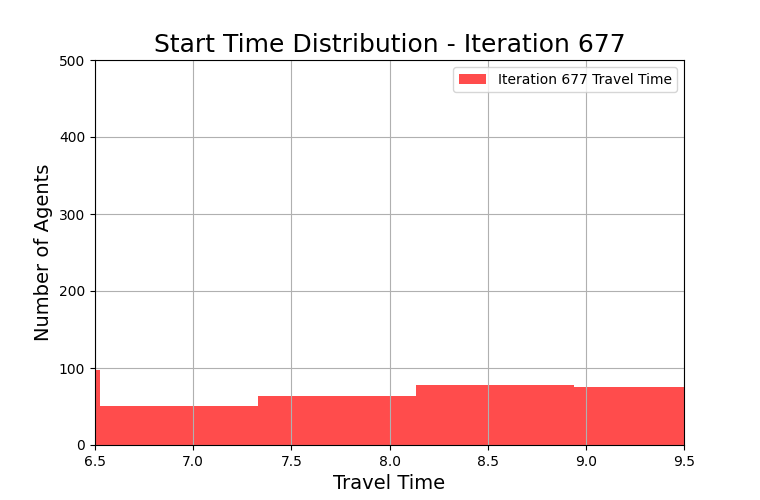 Start Time Distribution - Iteration 677
500
400
300
200
100
0
Number of Agents
Iteration 677 Travel Time
6.5 7.0 7.5 8.0 8.5 9.0 9.5
Travel Time